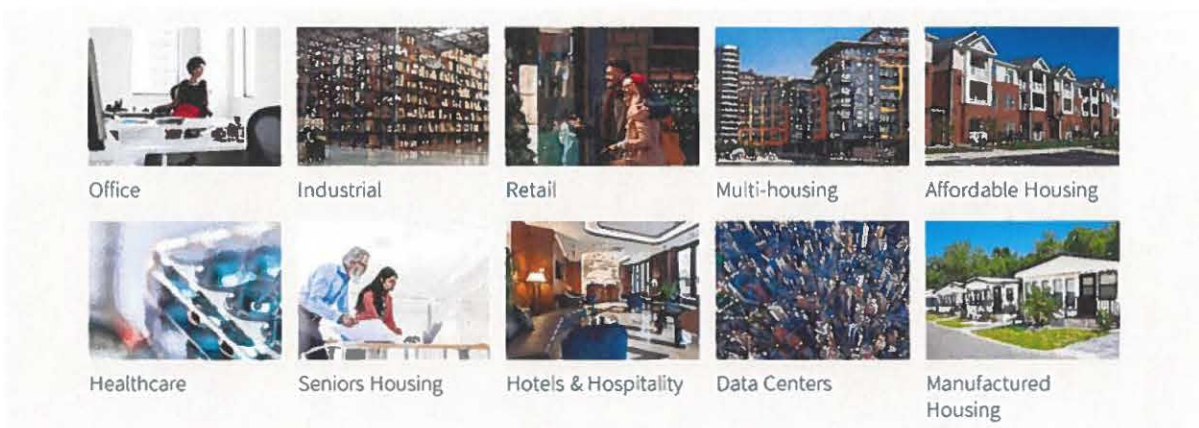 Office
Industrial
Retail
Multi-housing
Affordable Housing
Healthcare
Seniors Housing
Hotels & Hospitality
Data Centers
Manufactured
Housing